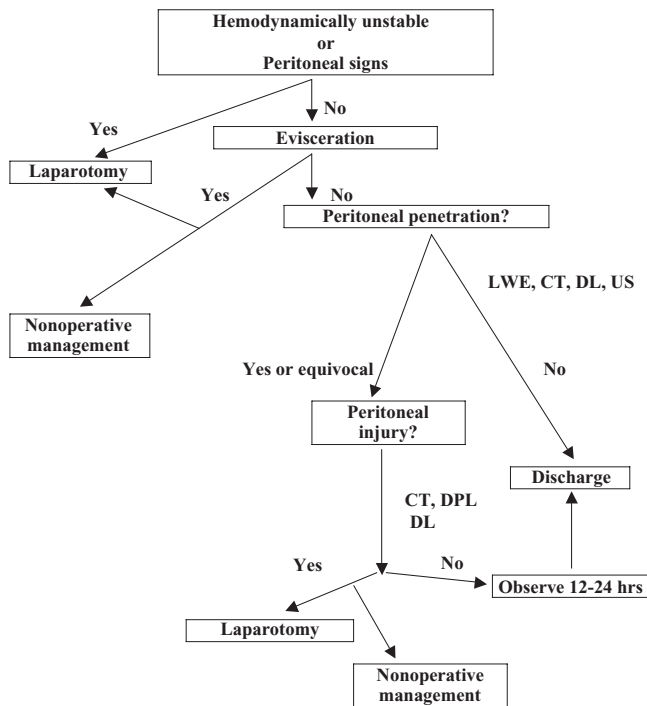 Hemodynamically unstable
or
Peritoneal signs
Yes
No
Evisceration
Laparotomy
Yes
No
Peritoneal penetration?
LWE, CT, DL, US
Nonoperative
management
Yes or equivocal
No
Peritoneal
injury?
Discharge
CT, DPL
DL
Yes
No
Observe 12-24 hrs
Laparotomy
Nonoperative
management